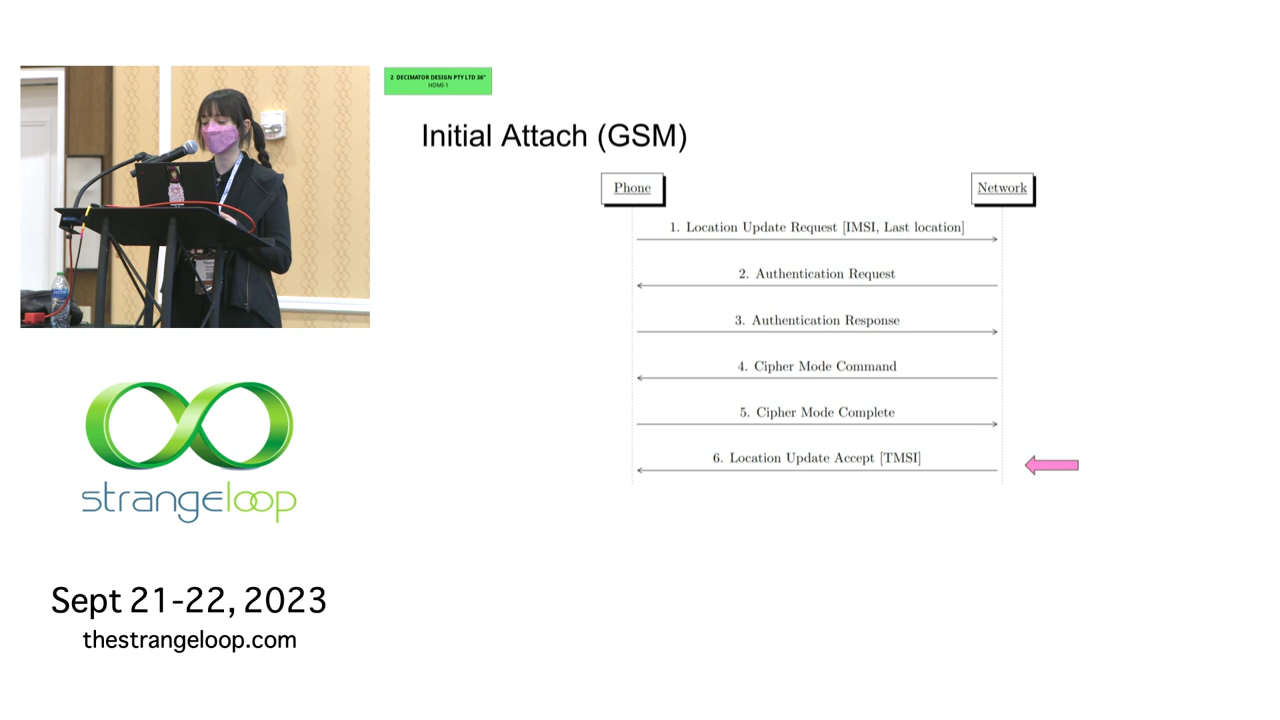 2 DECIMATOR DESIGN PTY LTD 36"
HDMI-1
Initial Attach (GSM)
Phone
Network
1. Location Update Request [IMSI, Last location]
2. Authentication Request
3. Authentication Response
4. Cipher Mode Command
5. Cipher Mode Complete
6. Location Update Accept [TMSI]
strangeloop
Sept 21-22, 2023
thestrangeloop.com